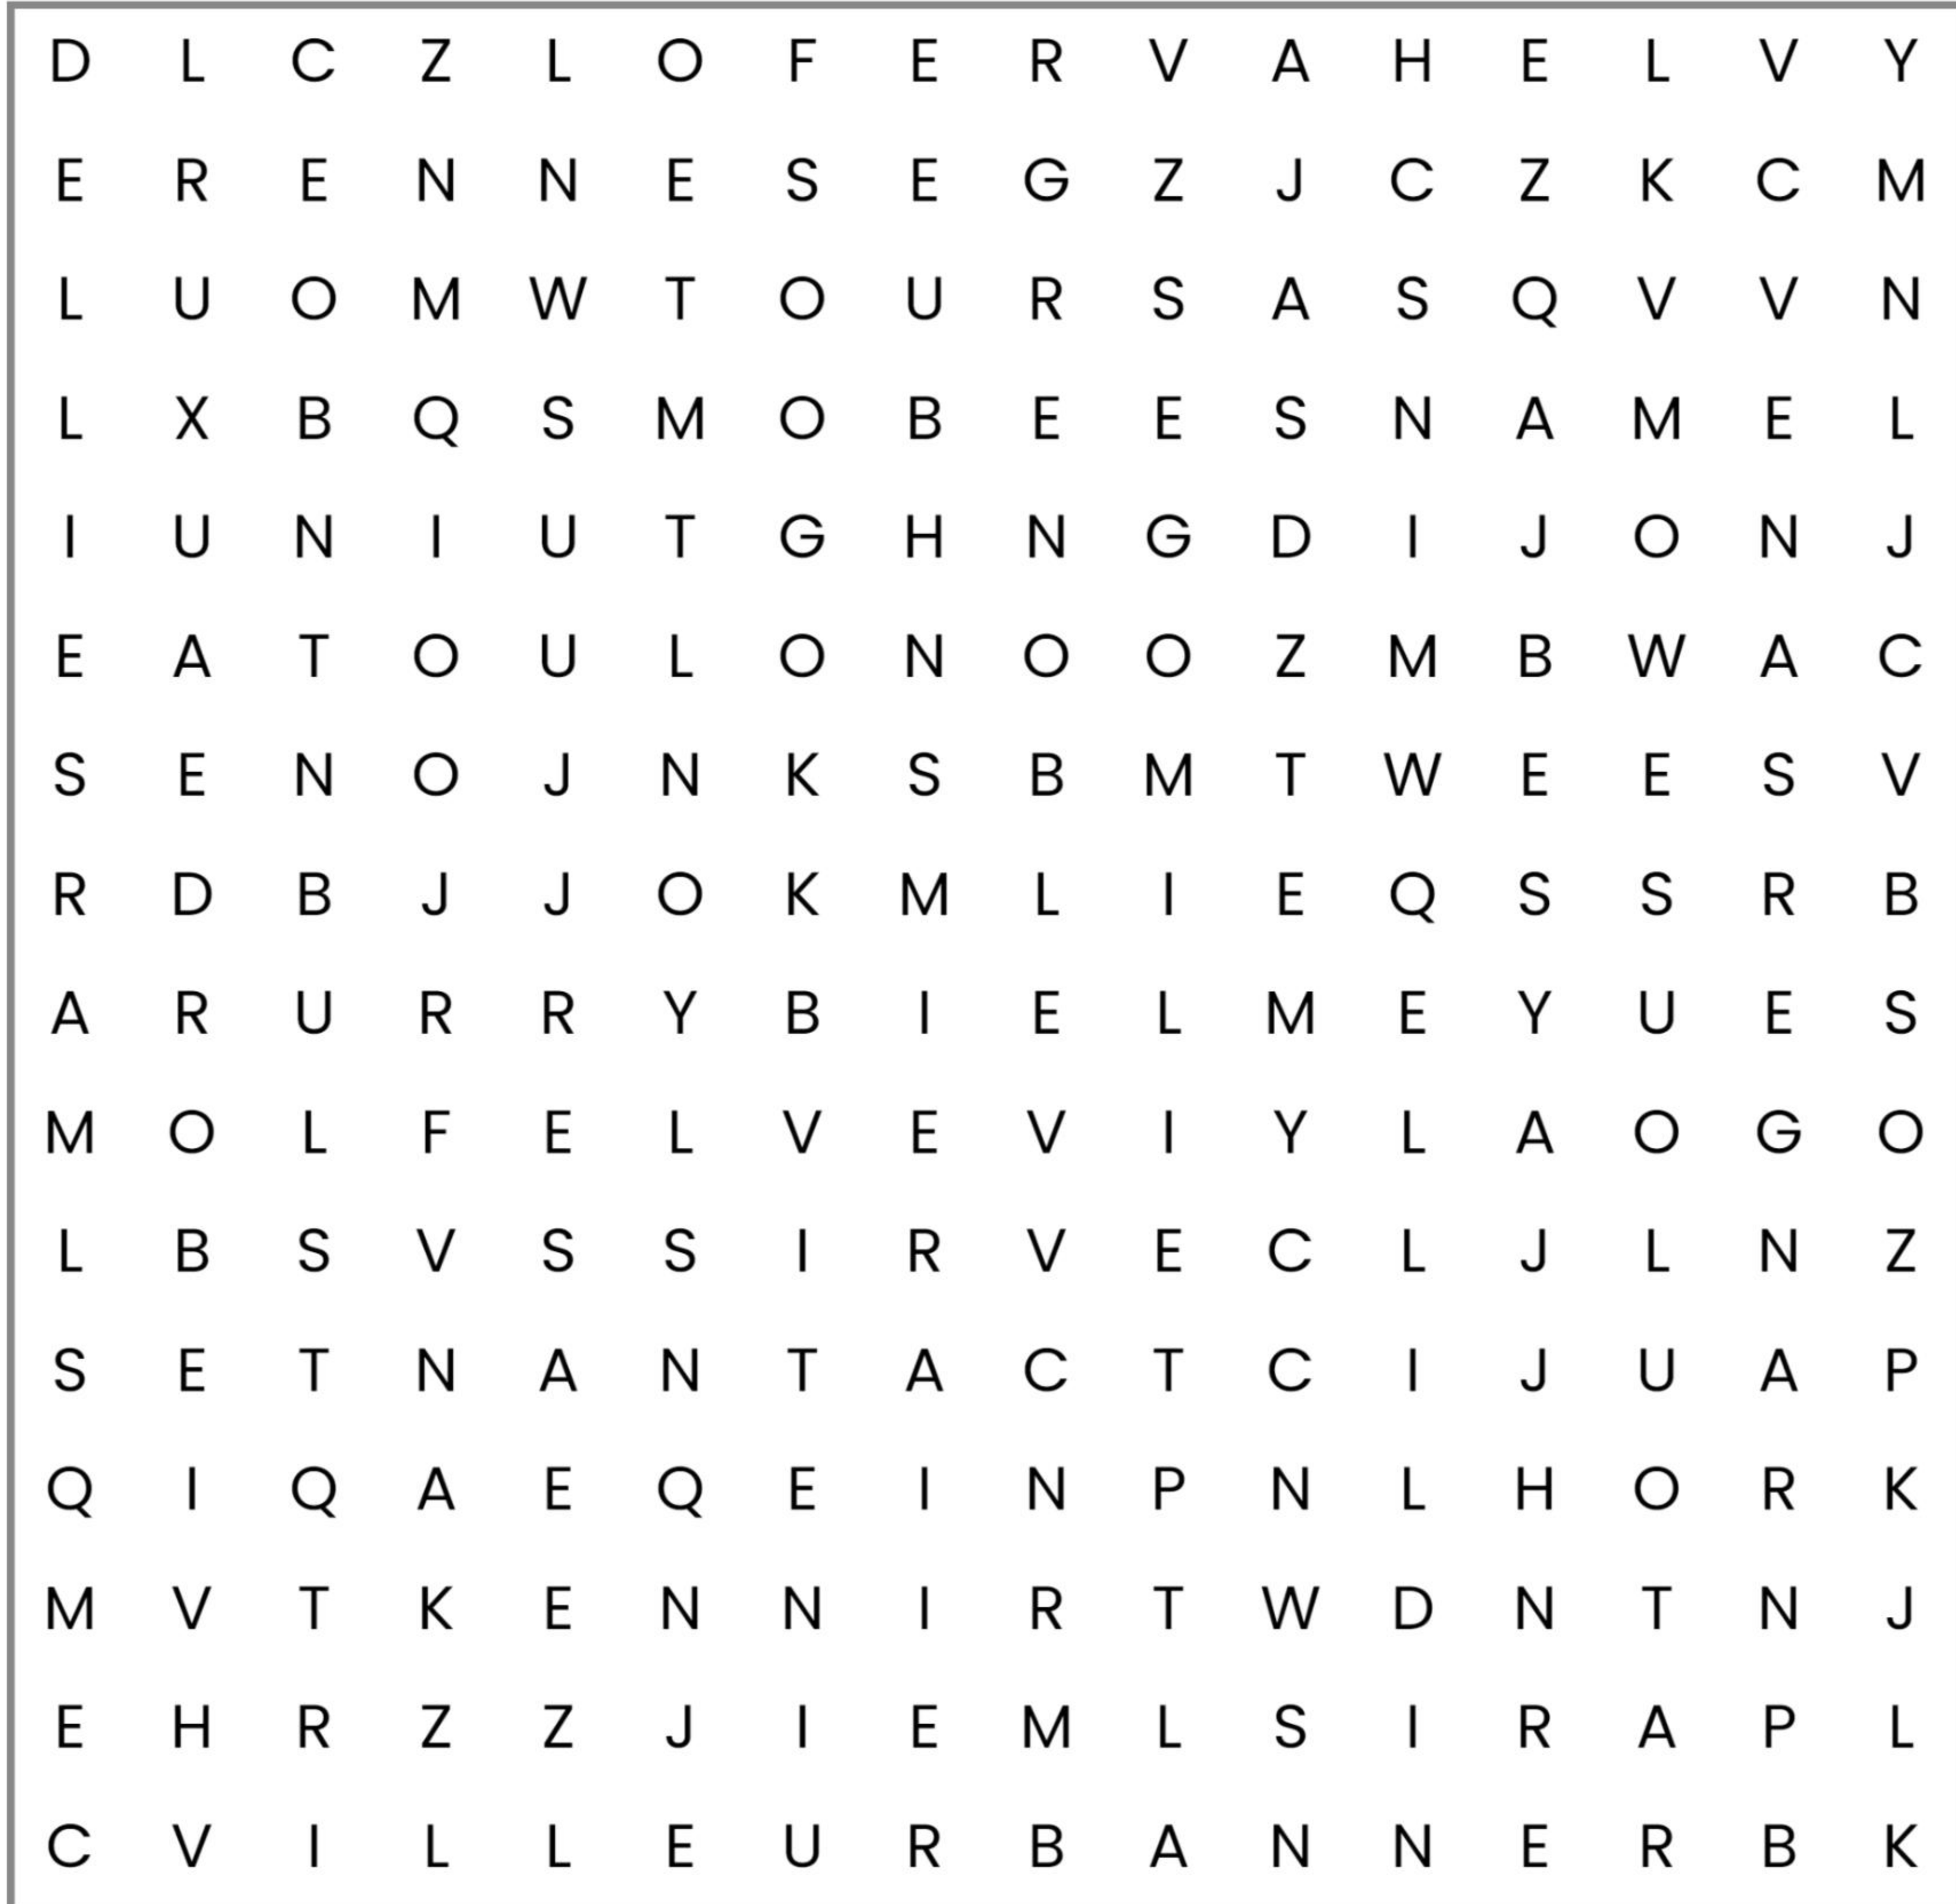 D L C Z L O F E R V A H E L V Y
E R E N N E S E G Z J C Z K C M
L U O M W T O U R S A S Q V V N
L X B Q S M O B E E S N A M E L
I U N I U T G H N G D I J O N J
E A T O U L O N O O Z M B W A C
S E N O J N K S B M T W E E S V
R D B J J O K M L I E Q S S R B
A R U R R Y B I E L M E Y U E S
M O L F E L V E V I Y L A O G O
L B S V S S I R V E C L J L N Z
S E T N A N T A C T C I J U A P
Q I Q A E Q E I N P N L H O R K
M V T K E N N I R T W D N T N J
E H R Z Z J I E M L S I R A P L
C V I L L E U R B A N N E R B K